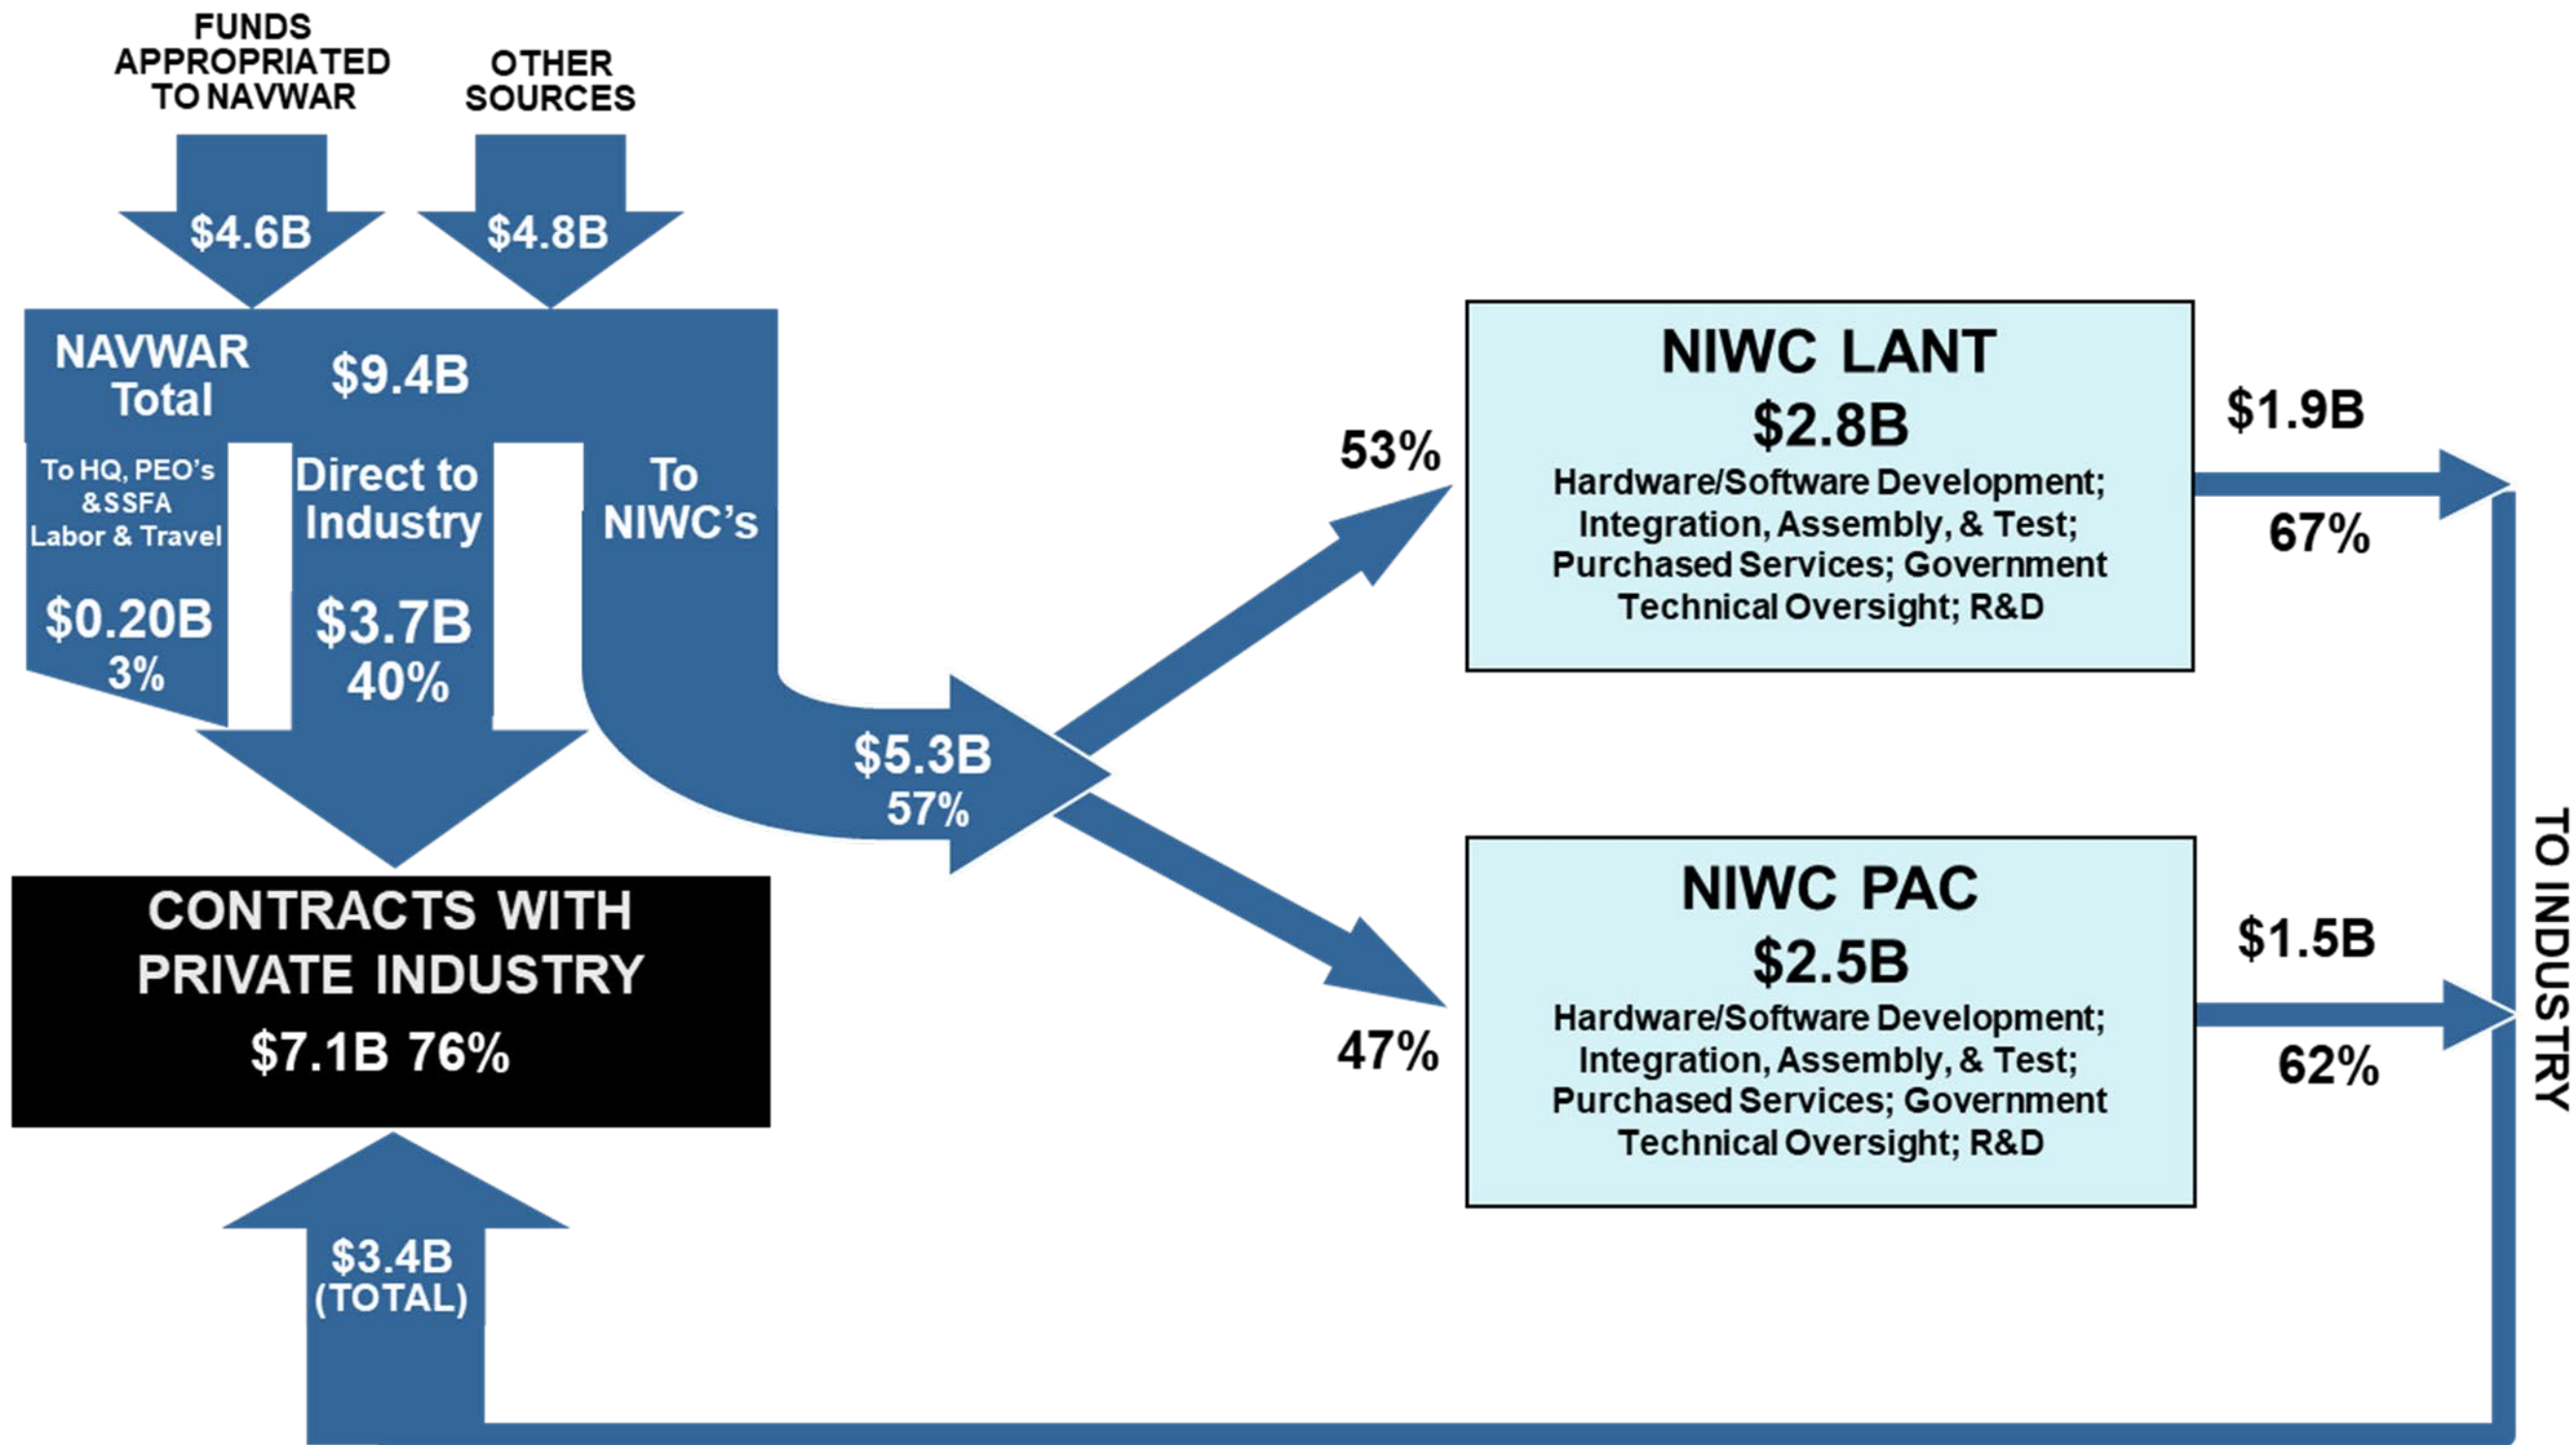 FUNDS
APPROPRIATED
TO NAVWAR
OTHER
SOURCES
$4.6B
$4.8B
NAVWAR
Total
$9.4B
To HQ, PEO's
&SSFA
Labor & Travel
$0.20B
3%
Direct to
Industry
$3.7B
40%
To
NIWC's
$5.3B
57%
53%
47%
NIWC LANT
$2.8B
Hardware/Software Development;
Integration, Assembly, & Test;
Purchased Services; Government
Technical Oversight; R&D
$1.9B
67%
NIWC PAC
$2.5B
Hardware/Software Development;
Integration, Assembly, & Test;
Purchased Services; Government
Technical Oversight; R&D
$1.5B
62%
TO INDUSTRY
CONTRACTS WITH
PRIVATE INDUSTRY
$7.1B 76%
$3.4B
(TOTAL)